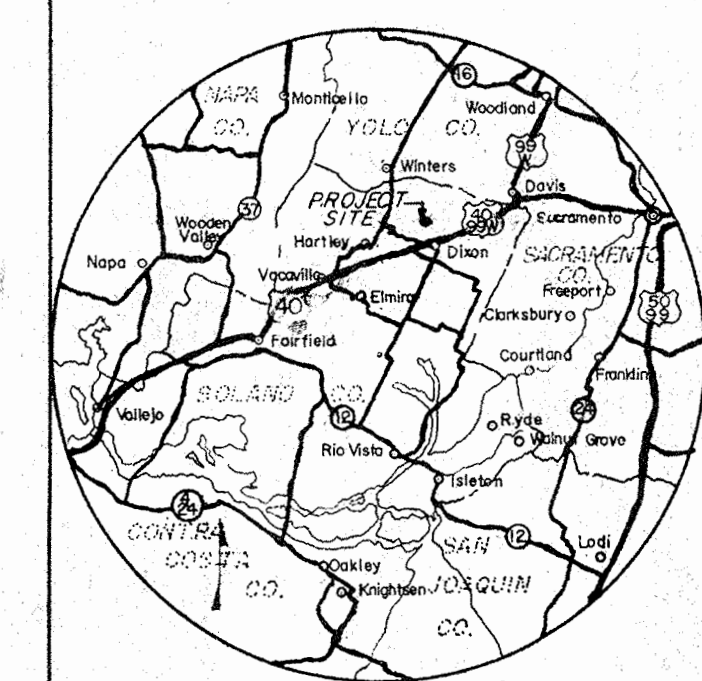 16
NAPA
CO.
Monticello
YOLO CO.
Woodland
99
W
Winters
37
PROJECT
SITE
Davis
40
99W
Sacramento
Wooden
Valley
Hartley
Dixon
SACRAMENTO
CO.
Napa
Vacaville
Elmira
Freeport
40
Clarksbury
50
99
Fairfield
Courtland
Franklin
Vallejo
SOLANO CO.
12
24
Ryde
Walnut Grove
Rio Vista
Isleton
4
24
CONTRA
COSTA
CO.
12
SAN
JOAQUIN
CO.
Lodi
Oakley
Knightsen